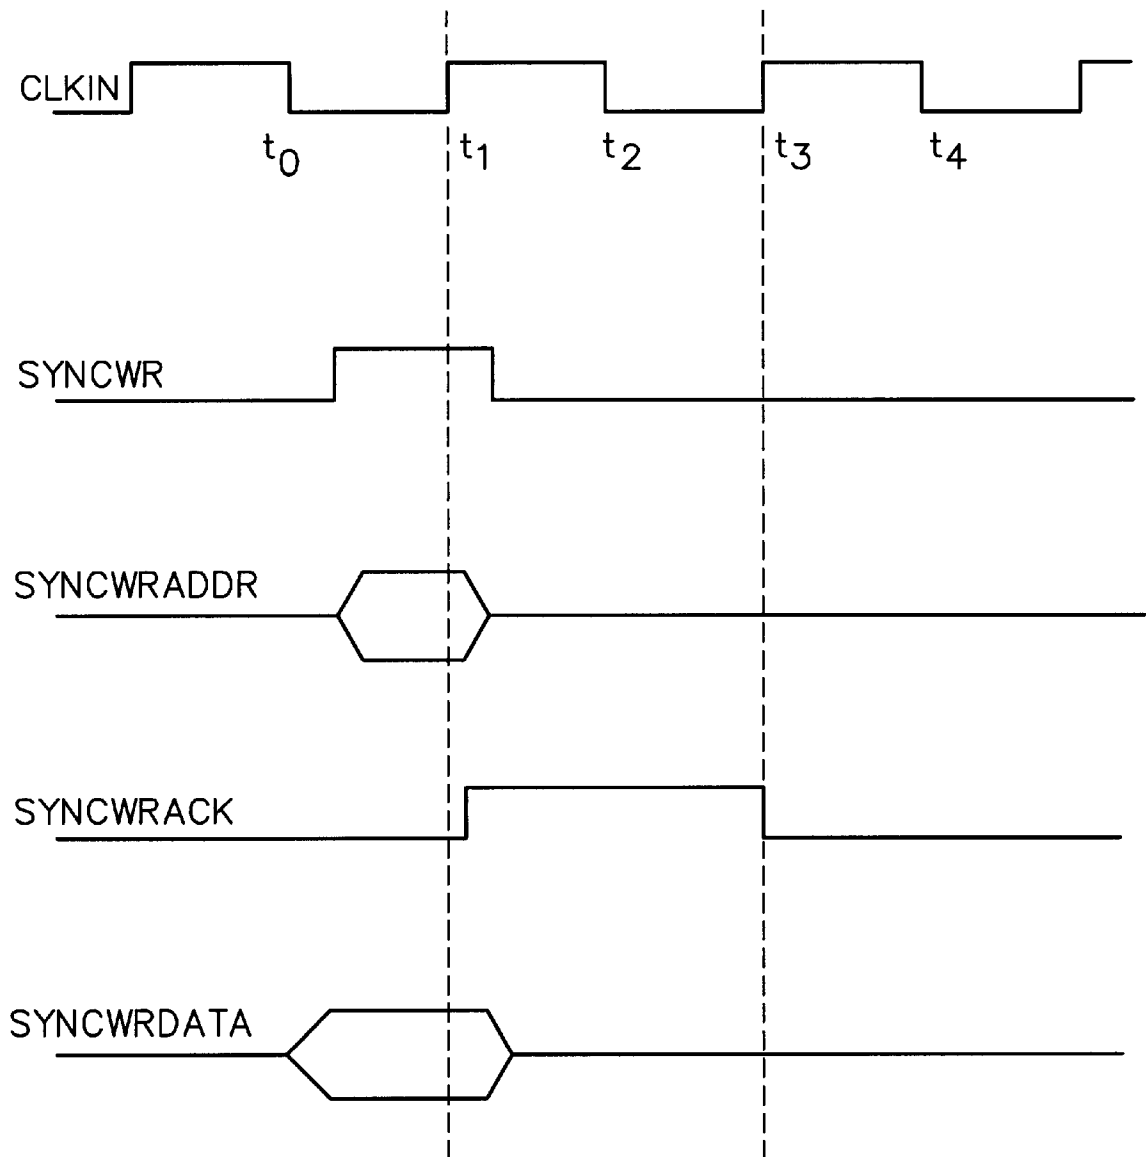 CLKIN
t0 t1 t2 t3 t4
SYNCWR
SYNCWRADDR
SYNCWRACK
SYNCWRDATA